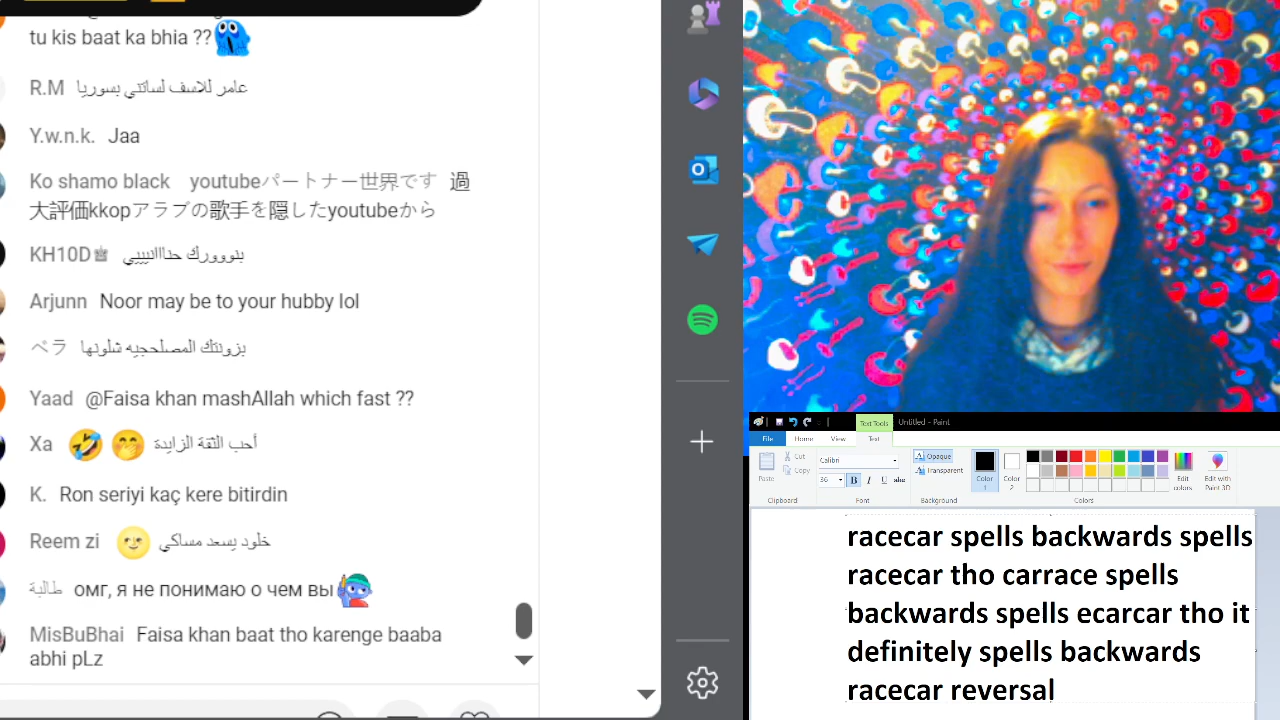 tu kis baat ka bhia ??
R.M عامر للاسف لساتني بسوريا
Y.w.n.k. Jaa
Ko shamo black youtubeパートナー世界です 過
大評価kkopアラブの歌手を隠したyoutubeから
KH10D♔ بنووورك حنااانيييي
Arjunn Noor may be to your hubby lol
ペラ بزونتك المصلحجيه شلونها
Yaad @Faisa khan mashAllah which fast ??
Xa 🤣 🤭 أحب الثقة الزايدة
K. Ron seriyi kaç kere bitirdin
Reem zi 🌝 خلود يسعد مساكي
طالبة омг, я не понимаю о чем вы
MisBuBhai Faisa khan baat tho karenge baaba
abhi pLz
Text Tools Untitled - Paint
File Home View Text
Paste Cut Copy
Calibri
36 B I U abc
Opaque
Transparent
Color 1
Color 2
Edit colors
Edit with Paint 3D
Clipboard Font Background Colors
racecar spells backwards spells
racecar tho carrace spells
backwards spells ecarcar tho it
definitely spells backwards
racecar reversal